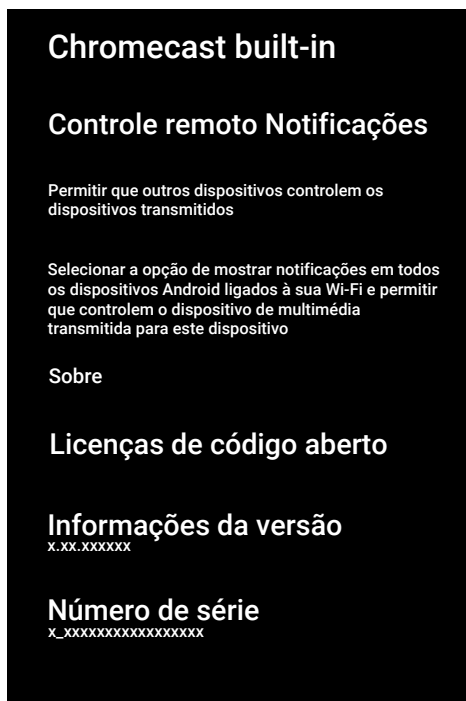 Chromecast built-in
Controle remoto Notificações
Permitir que outros dispositivos controlem os
dispositivos transmitidos
Selecionar a opção de mostrar notificações em todos
os dispositivos Android ligados à sua Wi-Fi e permitir
que controlem o dispositivo de multimédia
transmitida para este dispositivo
Sobre
Licenças de código aberto
Informações da versão
x.xx.xxxxxx
Número de série
x_xxxxxxxxxxxxxxxxx